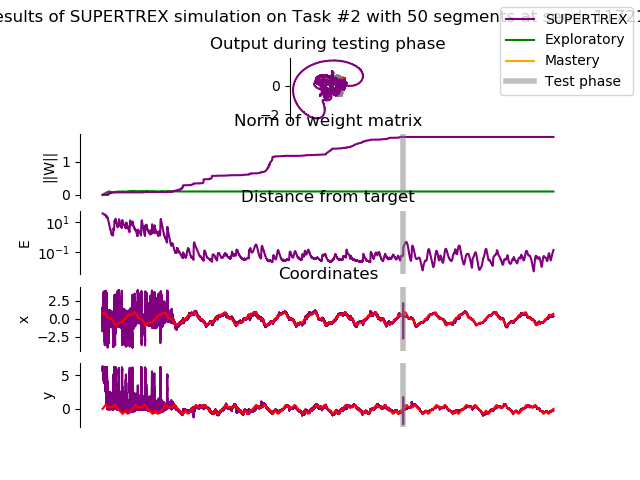 esults of SUPERTREX simulation on Task #2 with 50 segments at
SUPERTREX
Exploratory
Mastery
Test phase
Output during testing phase
0
−2
Norm of weight matrix
||W||
1
0
Distance from target
E
10¹
10⁻¹
Coordinates
x
2.5
0.0
−2.5
y
5
0